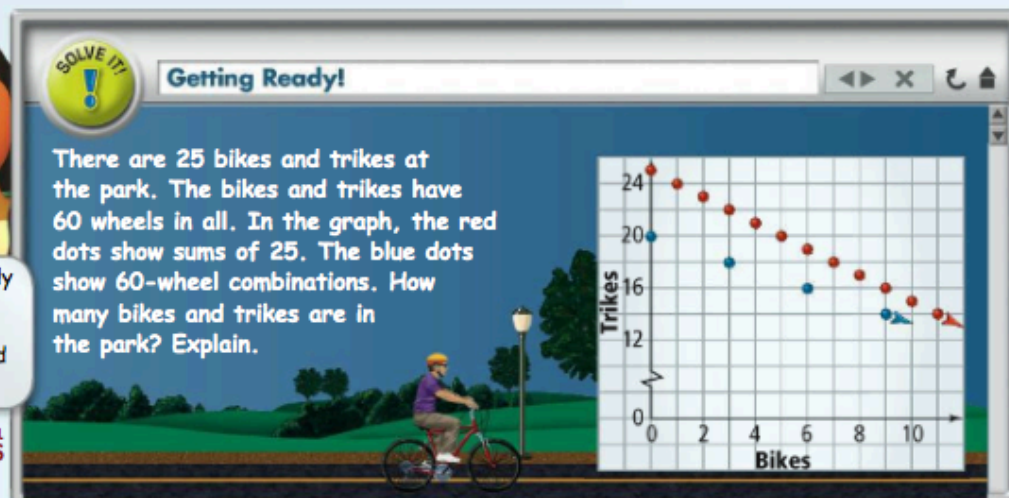 SOLVE IT!
Getting Ready!
There are 25 bikes and trikes at
the park. The bikes and trikes have
60 wheels in all. In the graph, the red
dots show sums of 25. The blue dots
show 60-wheel combinations. How
many bikes and trikes are in
the park? Explain.
Trikes
24
20
16
12
0
0 2 4 6 8 10
Bikes